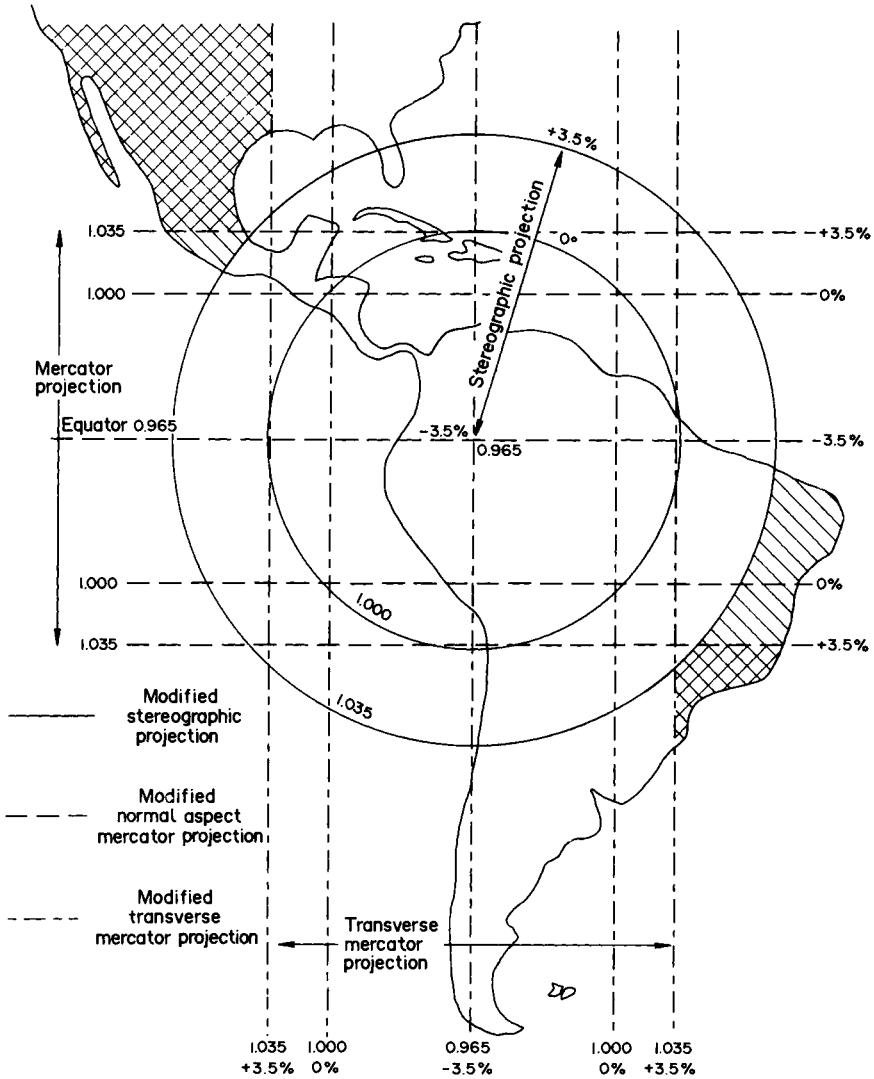 +3.5%
Stereographic projection
0°
1.035
+3.5%
1.000
0%
Mercator
projection
Equator 0.965
-3.5%
0.965
-3.5%
1.000
0%
1.000
1.035
+3.5%
1.035
Modified
stereographic
projection
Modified
normal aspect
mercator projection
Modified
transverse
mercator projection
Transverse
mercator
projection
1.035 1.000 0.965 1.000 1.035
+3.5% 0% -3.5% 0% +3.5%